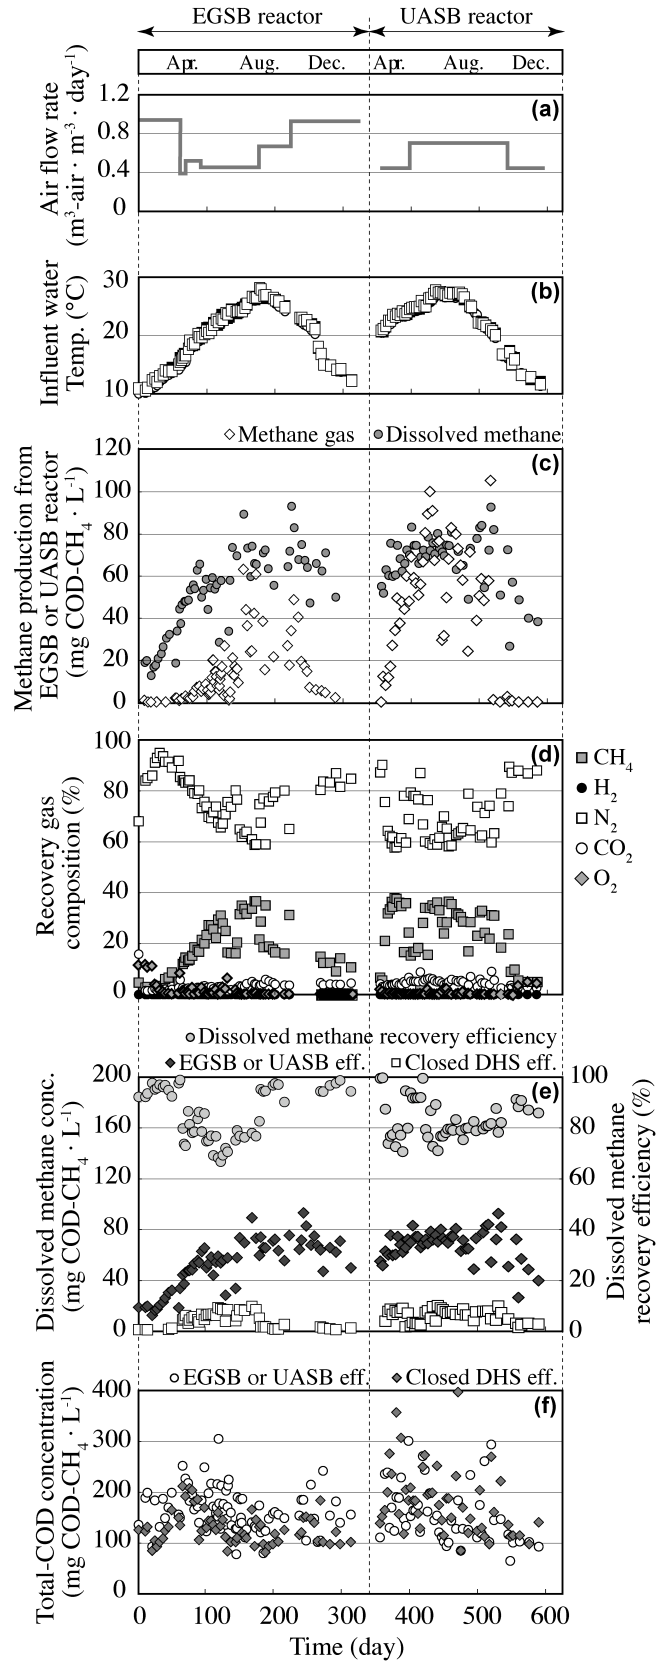 EGSB reactor UASB reactor
Apr. Aug. Dec. Apr. Aug. Dec.
Air flow rate
(m³-air · m⁻³ · day⁻¹)
1.2
0.8
0.4
0
(a)
Influent water
Temp. (°C)
30
20
10
(b)
Methane gas Dissolved methane
Methane production from
EGSB or UASB reactor
(mg COD-CH₄ · L⁻¹)
120
100
80
60
40
20
0
(c)
Recovery gas
composition (%)
100
80
60
40
20
0
(d)
CH₄
H₂
N₂
CO₂
O₂
Dissolved methane recovery efficiency
EGSB or UASB eff. Closed DHS eff.
Dissolved methane conc.
(mg COD-CH₄ · L⁻¹)
200
160
120
80
40
0
(e)
100
80
60
40
20
0
Dissolved methane
recovery efficiency (%)
EGSB or UASB eff. Closed DHS eff.
Total-COD concentration
(mg COD-CH₄ · L⁻¹)
400
300
200
100
0
(f)
0 100 200 300 400 500 600
Time (day)